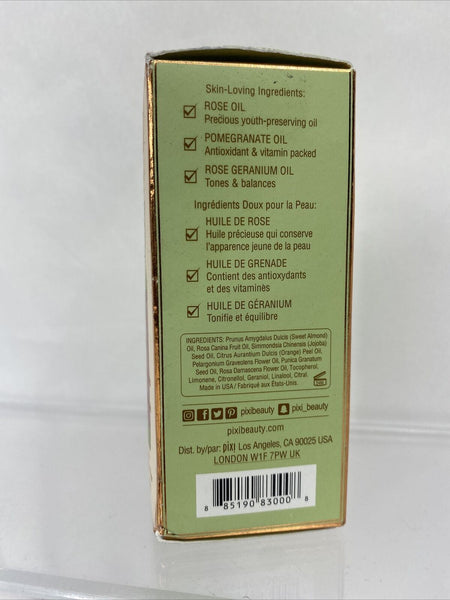 Skin-Loving Ingredients:
ROSE OIL
Precious youth-preserving oil
POMEGRANATE OIL
Antioxidant & vitamin packed
ROSE GERANIUM OIL
Tones & balances
Ingrédients Doux pour la Peau:
HUILE DE ROSE
Huile précieuse qui conserve
l'apparence jeune de la peau
HUILE DE GRENADE
Contient des antioxydants
et des vitaminès
HUILE DE GÉRANIUM
Tonifie et équilibre
INGREDIENTS: Prunus Amygdalus Dulcis (Sweet Almond)
Oil, Rosa Canina Fruit Oil, Simmondsia Chinensis (Jojoba)
Seed Oil, Citrus Aurantium Dulcis (Orange) Peel Oil,
Pelargonium Graveolens Flower Oil, Punica Granatum
Seed Oil, Rosa Damascena Flower Oil, Tocopherol,
Limonene, Citronellol, Geraniol, Linalool, Citral.
Made in USA / Fabriqué aux États-Unis.
pixibeauty pixi_beauty
pixibeauty.com
Dist. by/par: pixi Los Angeles, CA 90025 USA
LONDON W1F 7PW UK
8 85190 83000 8